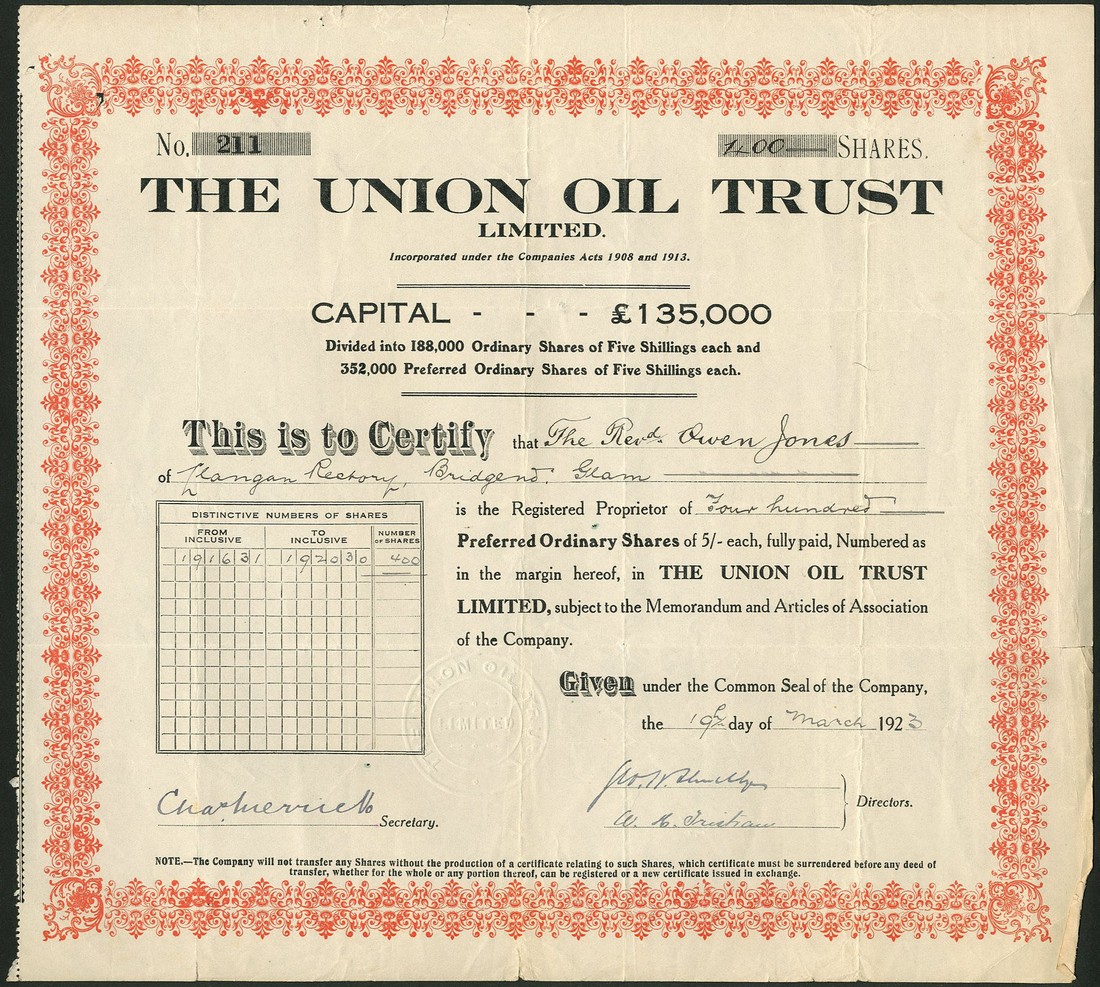 No. 211
400 SHARES.
THE UNION OIL TRUST
LIMITED.
Incorporated under the Companies Acts 1908 and 1913.
CAPITAL - - - £135,000
Divided into 188,000 Ordinary Shares of Five Shillings each and
352,000 Preferred Ordinary Shares of Five Shillings each.
This is to Certify that The Revd. Owen Jones
of Llangan Rectory, Bridgend. Glam
is the Registered Proprietor of Four hundred
Preferred Ordinary Shares of 5/- each, fully paid, Numbered as
in the margin hereof, in THE UNION OIL TRUST
LIMITED, subject to the Memorandum and Articles of Association
of the Company.
DISTINCTIVE NUMBERS OF SHARES
FROM INCLUSIVE TO INCLUSIVE NUMBER OF SHARES
191631 192030 400
Given under the Common Seal of the Company,
the 19th day of March 1923
THE UNION OIL TRUST
LIMITED
Secretary.
Directors.
NOTE.—The Company will not transfer any Shares without the production of a certificate relating to such Shares, which certificate must be surrendered before any deed of
transfer, whether for the whole or any portion thereof, can be registered or a new certificate issued in exchange.